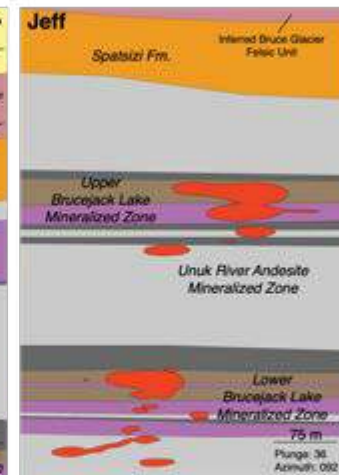 Jeff
Inferred Bruce Glacier
Felsic Unit
Spatsizi Fm.
Upper
Brucejack Lake
Mineralized Zone
Unuk River Andesite
Mineralized Zone
Lower
Brucejack Lake
Mineralized Zone
75 m
Plunge: 36
Azimuth: 092